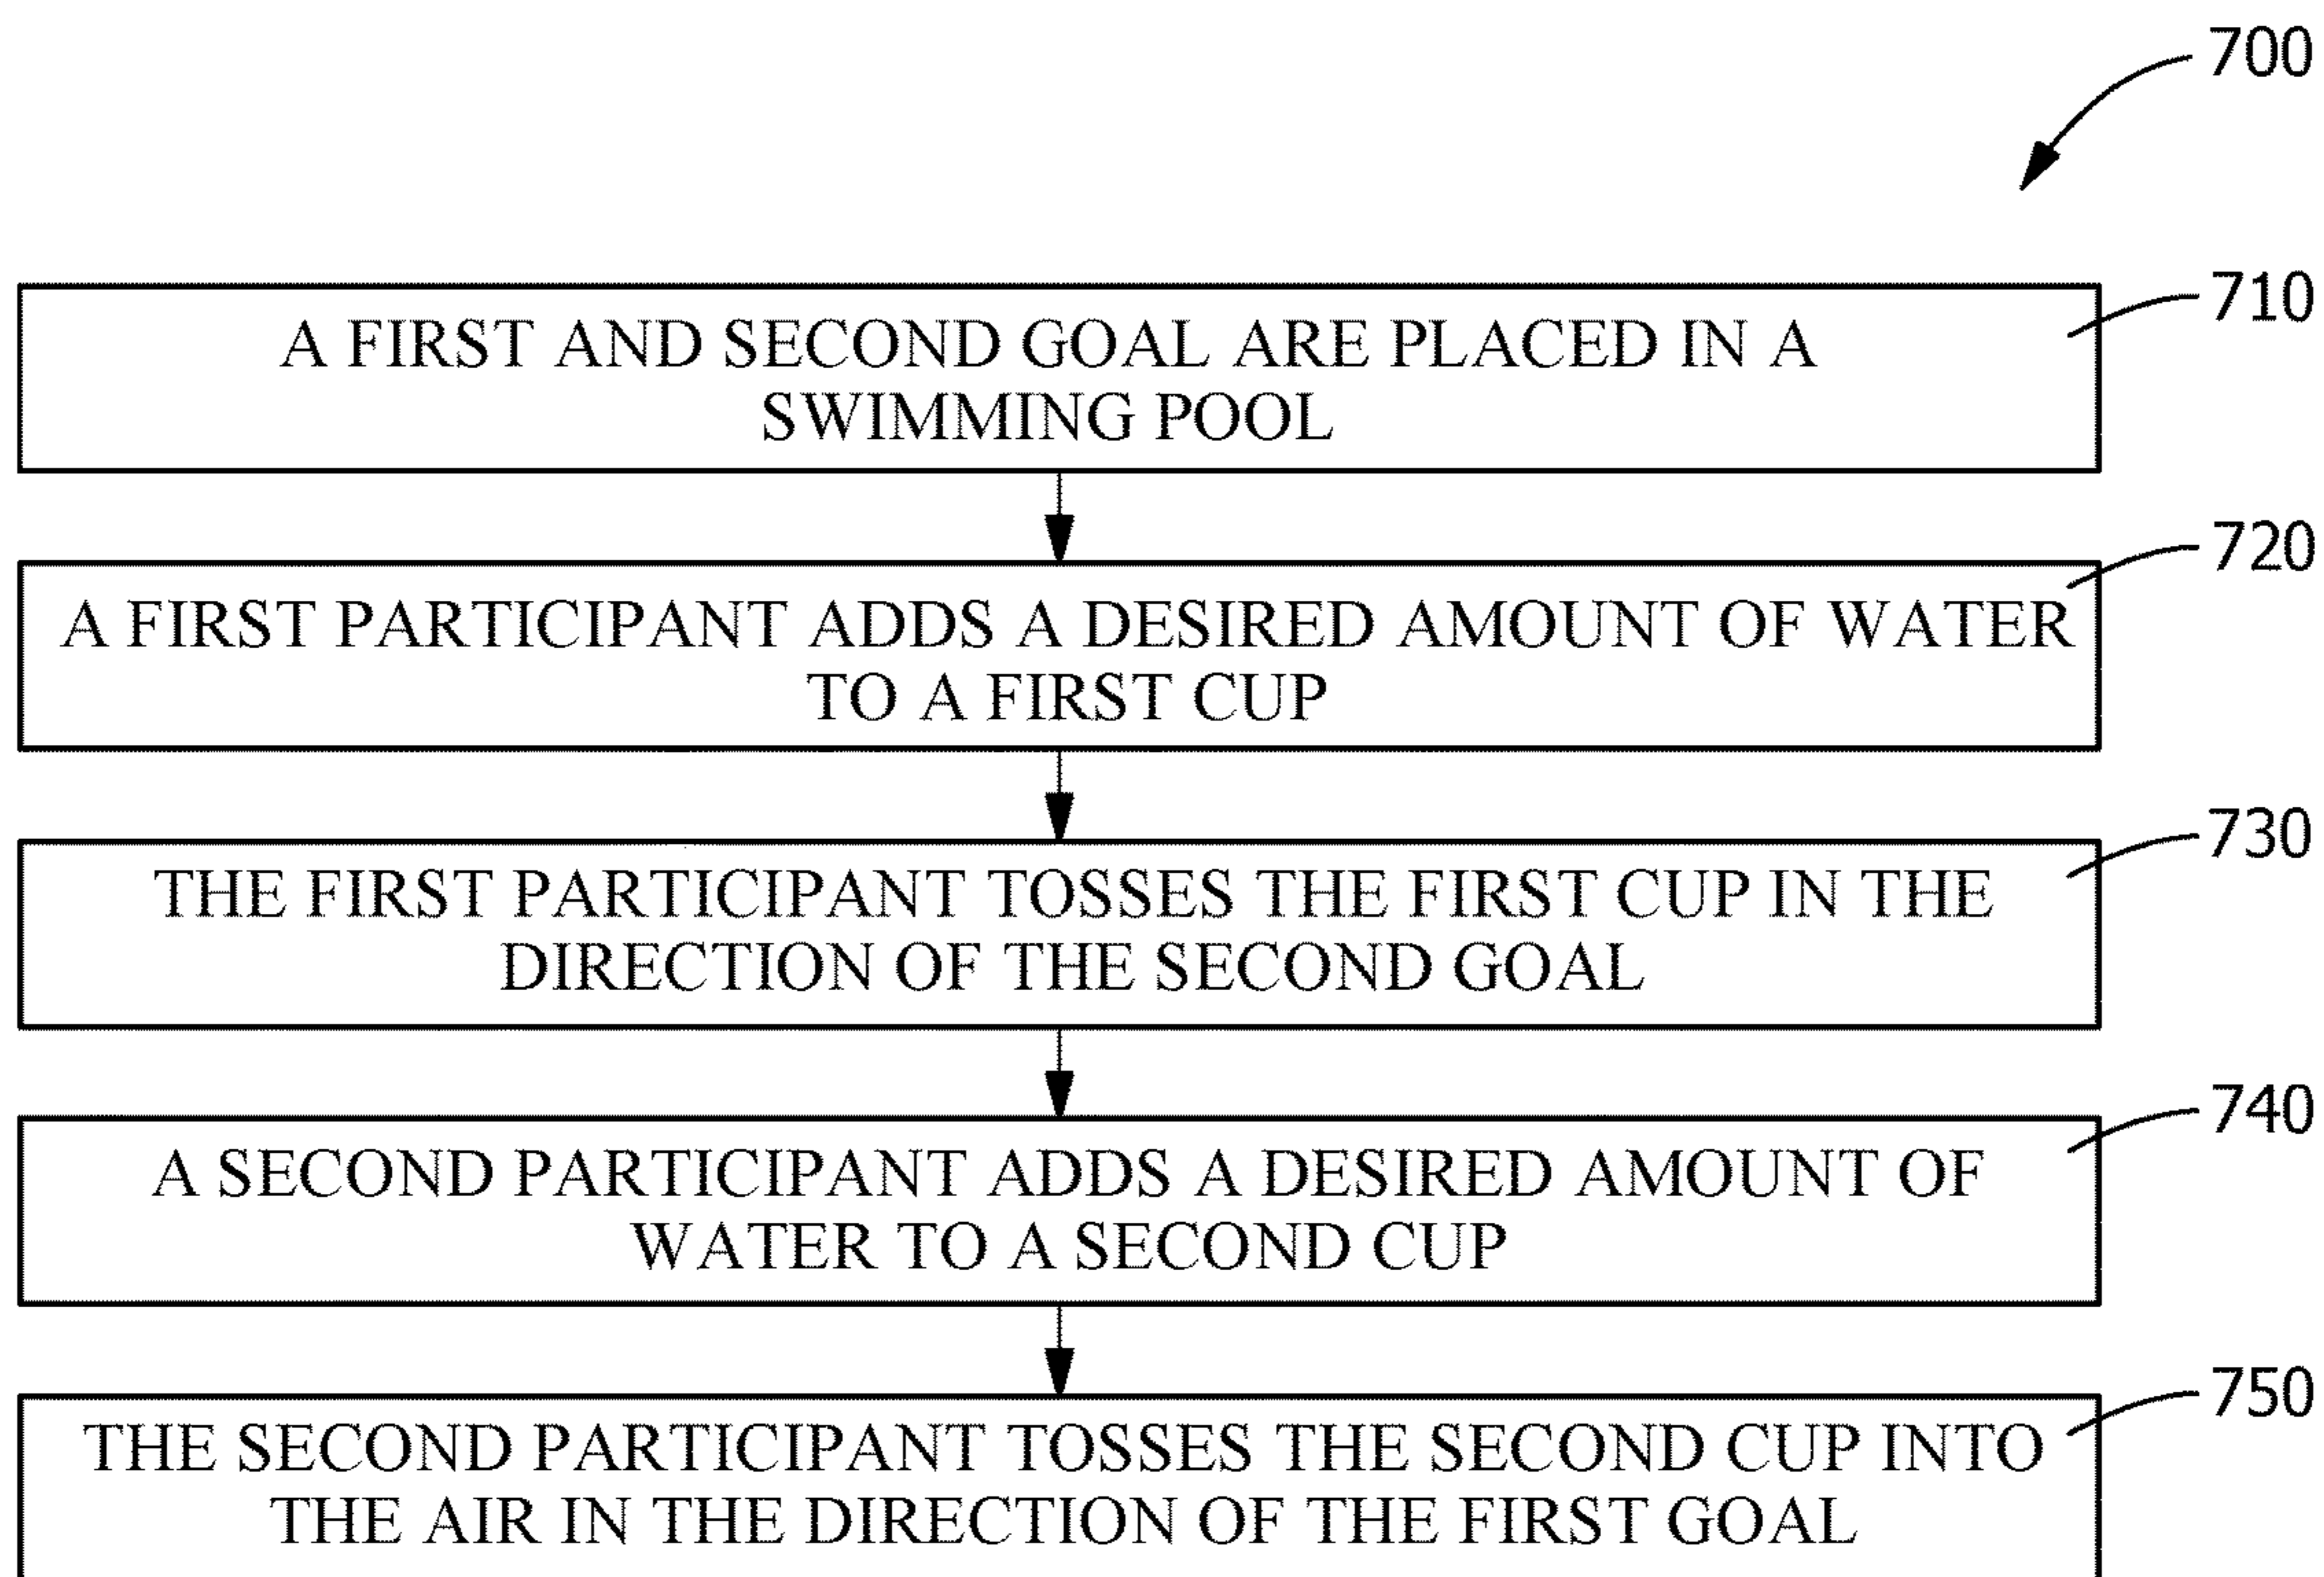 700
710
A FIRST AND SECOND GOAL ARE PLACED IN A
SWIMMING POOL
720
A FIRST PARTICIPANT ADDS A DESIRED AMOUNT OF WATER
TO A FIRST CUP
730
THE FIRST PARTICIPANT TOSSES THE FIRST CUP IN THE
DIRECTION OF THE SECOND GOAL
740
A SECOND PARTICIPANT ADDS A DESIRED AMOUNT OF
WATER TO A SECOND CUP
750
THE SECOND PARTICIPANT TOSSES THE SECOND CUP INTO
THE AIR IN THE DIRECTION OF THE FIRST GOAL